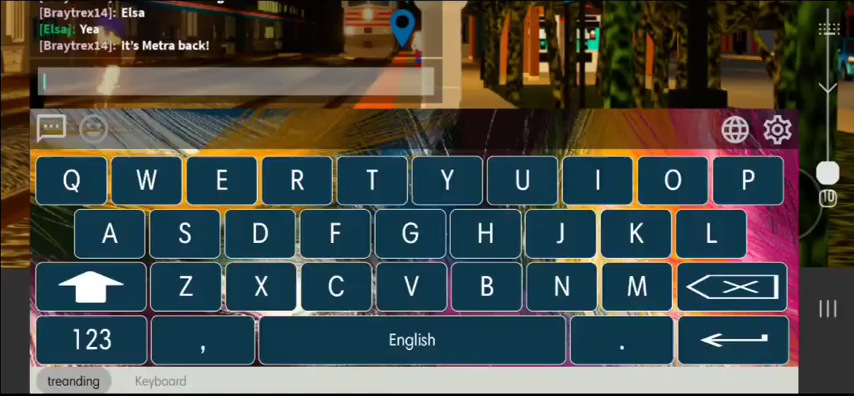 [Braytrex14]: Elsa
[Elsa]: Yea
[Braytrex14]: It's Metra back!
Q W E R T Y U I O P
A S D F G H J K L
Z X C V B N M
123 , English .
treanding Keyboard